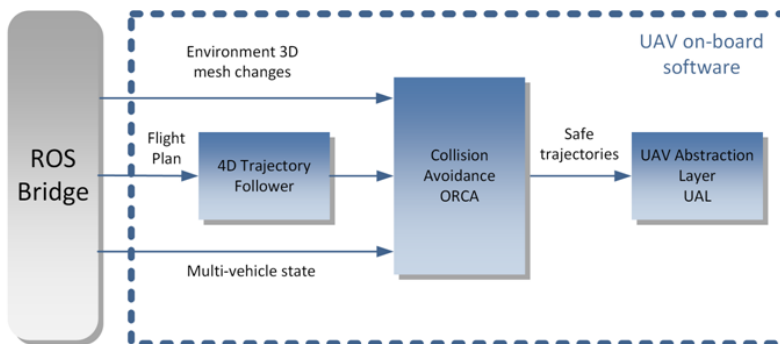 UAV on-board
software
Environment 3D
mesh changes
ROS
Bridge
Flight
Plan
4D Trajectory
Follower
Collision
Avoidance
ORCA
Safe
trajectories
UAV Abstraction
Layer
UAL
Multi-vehicle state